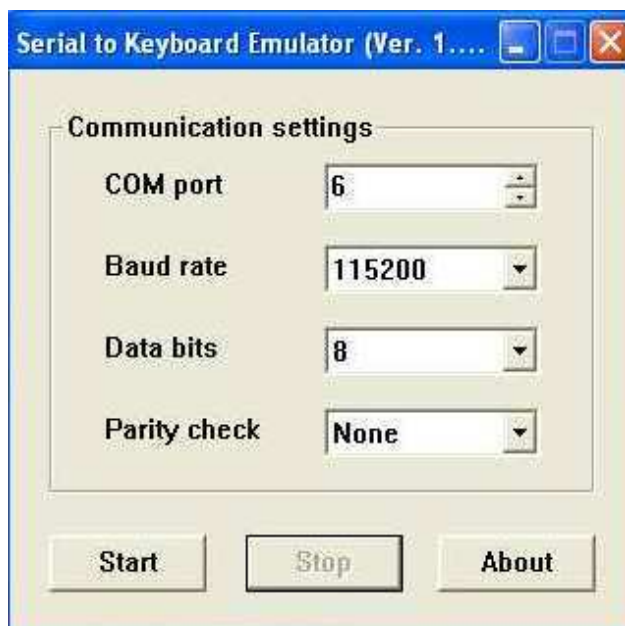 Serial to Keyboard Emulator (Ver. 1....
Communication settings
COM port 6
Baud rate 115200
Data bits 8
Parity check None
Start Stop About